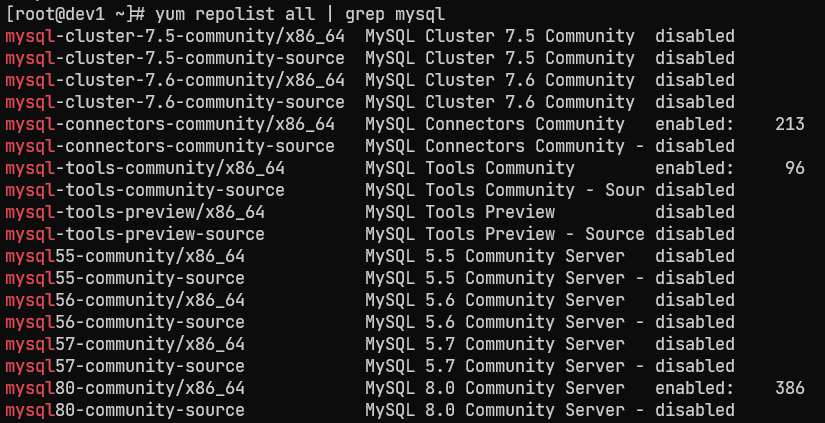 [root@dev1 ~]# yum repolist all | grep mysql
mysql-cluster-7.5-community/x86_64  MySQL Cluster 7.5 Community  disabled
mysql-cluster-7.5-community-source  MySQL Cluster 7.5 Community  disabled
mysql-cluster-7.6-community/x86_64  MySQL Cluster 7.6 Community  disabled
mysql-cluster-7.6-community-source  MySQL Cluster 7.6 Community  disabled
mysql-connectors-community/x86_64   MySQL Connectors Community   enabled:    213
mysql-connectors-community-source   MySQL Connectors Community - disabled
mysql-tools-community/x86_64        MySQL Tools Community        enabled:     96
mysql-tools-community-source        MySQL Tools Community - Sour disabled
mysql-tools-preview/x86_64          MySQL Tools Preview          disabled
mysql-tools-preview-source          MySQL Tools Preview - Source disabled
mysql55-community/x86_64            MySQL 5.5 Community Server   disabled
mysql55-community-source            MySQL 5.5 Community Server - disabled
mysql56-community/x86_64            MySQL 5.6 Community Server   disabled
mysql56-community-source            MySQL 5.6 Community Server - disabled
mysql57-community/x86_64            MySQL 5.7 Community Server   disabled
mysql57-community-source            MySQL 5.7 Community Server - disabled
mysql80-community/x86_64            MySQL 8.0 Community Server   enabled:    386
mysql80-community-source            MySQL 8.0 Community Server - disabled